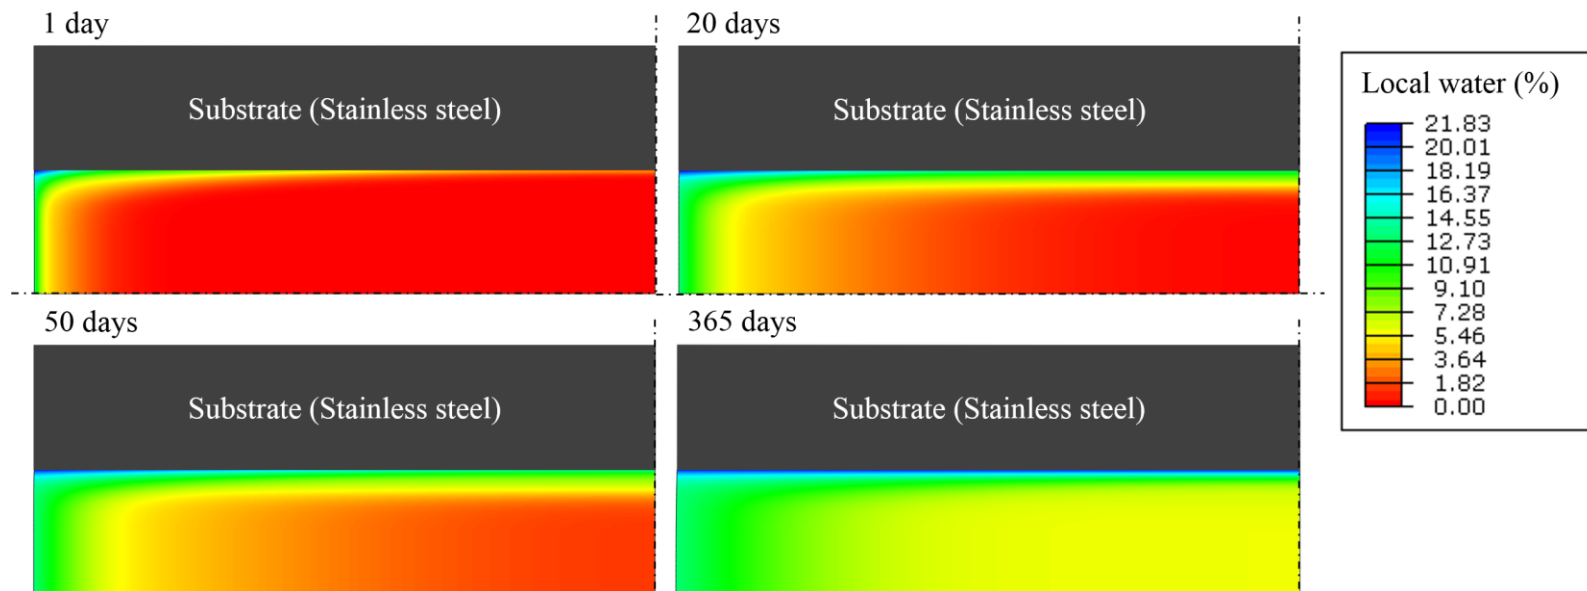 1 day
20 days
Substrate (Stainless steel)
Substrate (Stainless steel)
Local water (%)
21.83
20.01
18.19
16.37
14.55
12.73
10.91
9.10
7.28
5.46
3.64
1.82
0.00
50 days
365 days
Substrate (Stainless steel)
Substrate (Stainless steel)